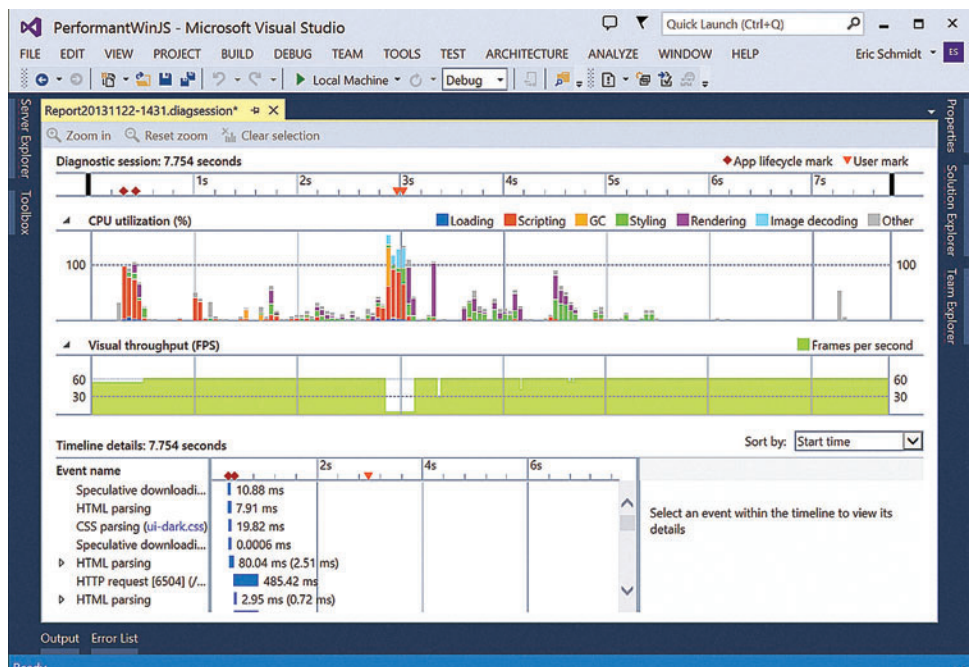 PerformantWinJS - Microsoft Visual Studio
Quick Launch (Ctrl+Q)
FILE EDIT VIEW PROJECT BUILD DEBUG TEAM TOOLS TEST ARCHITECTURE ANALYZE WINDOW HELP
Eric Schmidt ES
Local Machine Debug
Server Explorer
Toolbox
Report20131122-1431.diagsession*
Zoom in Reset zoom Clear selection
Diagnostic session: 7.754 seconds
App lifecycle mark User mark
1s 2s 3s 4s 5s 6s 7s
CPU utilization (%)
Loading Scripting GC Styling Rendering Image decoding Other
100 100
Visual throughput (FPS)
Frames per second
60 60
30 30
Timeline details: 7.754 seconds
Sort by: Start time
Event name
2s 4s 6s
Speculative downloadi... 10.88 ms
HTML parsing 7.91 ms
CSS parsing (ui-dark.css) 19.82 ms
Speculative downloadi... 0.0006 ms
HTML parsing 80.04 ms (2.51 ms)
HTTP request [6504] (/... 485.42 ms
HTML parsing 2.95 ms (0.72 ms)
Select an event within the timeline to view its
details
Properties
Solution Explorer
Team Explorer
Output Error List
Ready